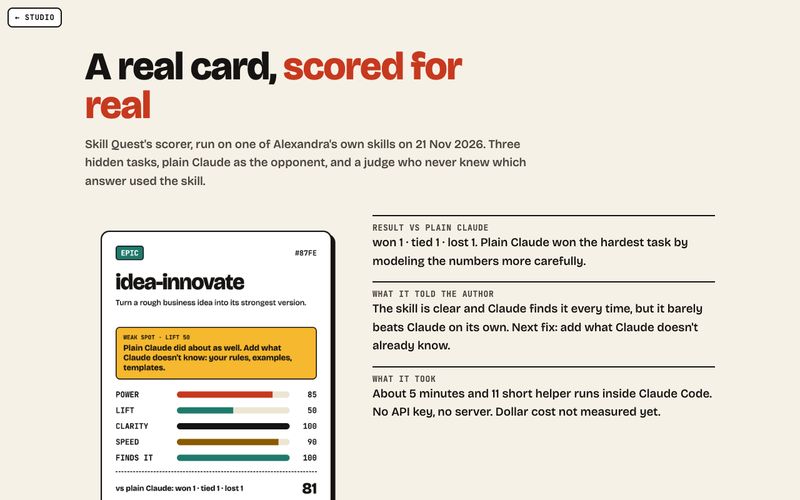 ← STUDIO
A real card, scored for
real
Skill Quest's scorer, run on one of Alexandra's own skills on 21 Nov 2026. Three
hidden tasks, plain Claude as the opponent, and a judge who never knew which
answer used the skill.
EPIC
#87FE
idea-innovate
Turn a rough business idea into its strongest version.
WEAK SPOT · LIFT 50
Plain Claude did about as well. Add what
Claude doesn't know: your rules, examples,
templates.
POWER 85
LIFT 50
CLARITY 100
SPEED 90
FINDS IT 100
vs plain Claude: won 1 · tied 1 · lost 1 81
RESULT VS PLAIN CLAUDE
won 1 · tied 1 · lost 1. Plain Claude won the hardest task by
modeling the numbers more carefully.
WHAT IT TOLD THE AUTHOR
The skill is clear and Claude finds it every time, but it barely
beats Claude on its own. Next fix: add what Claude doesn't
already know.
WHAT IT TOOK
About 5 minutes and 11 short helper runs inside Claude Code.
No API key, no server. Dollar cost not measured yet.